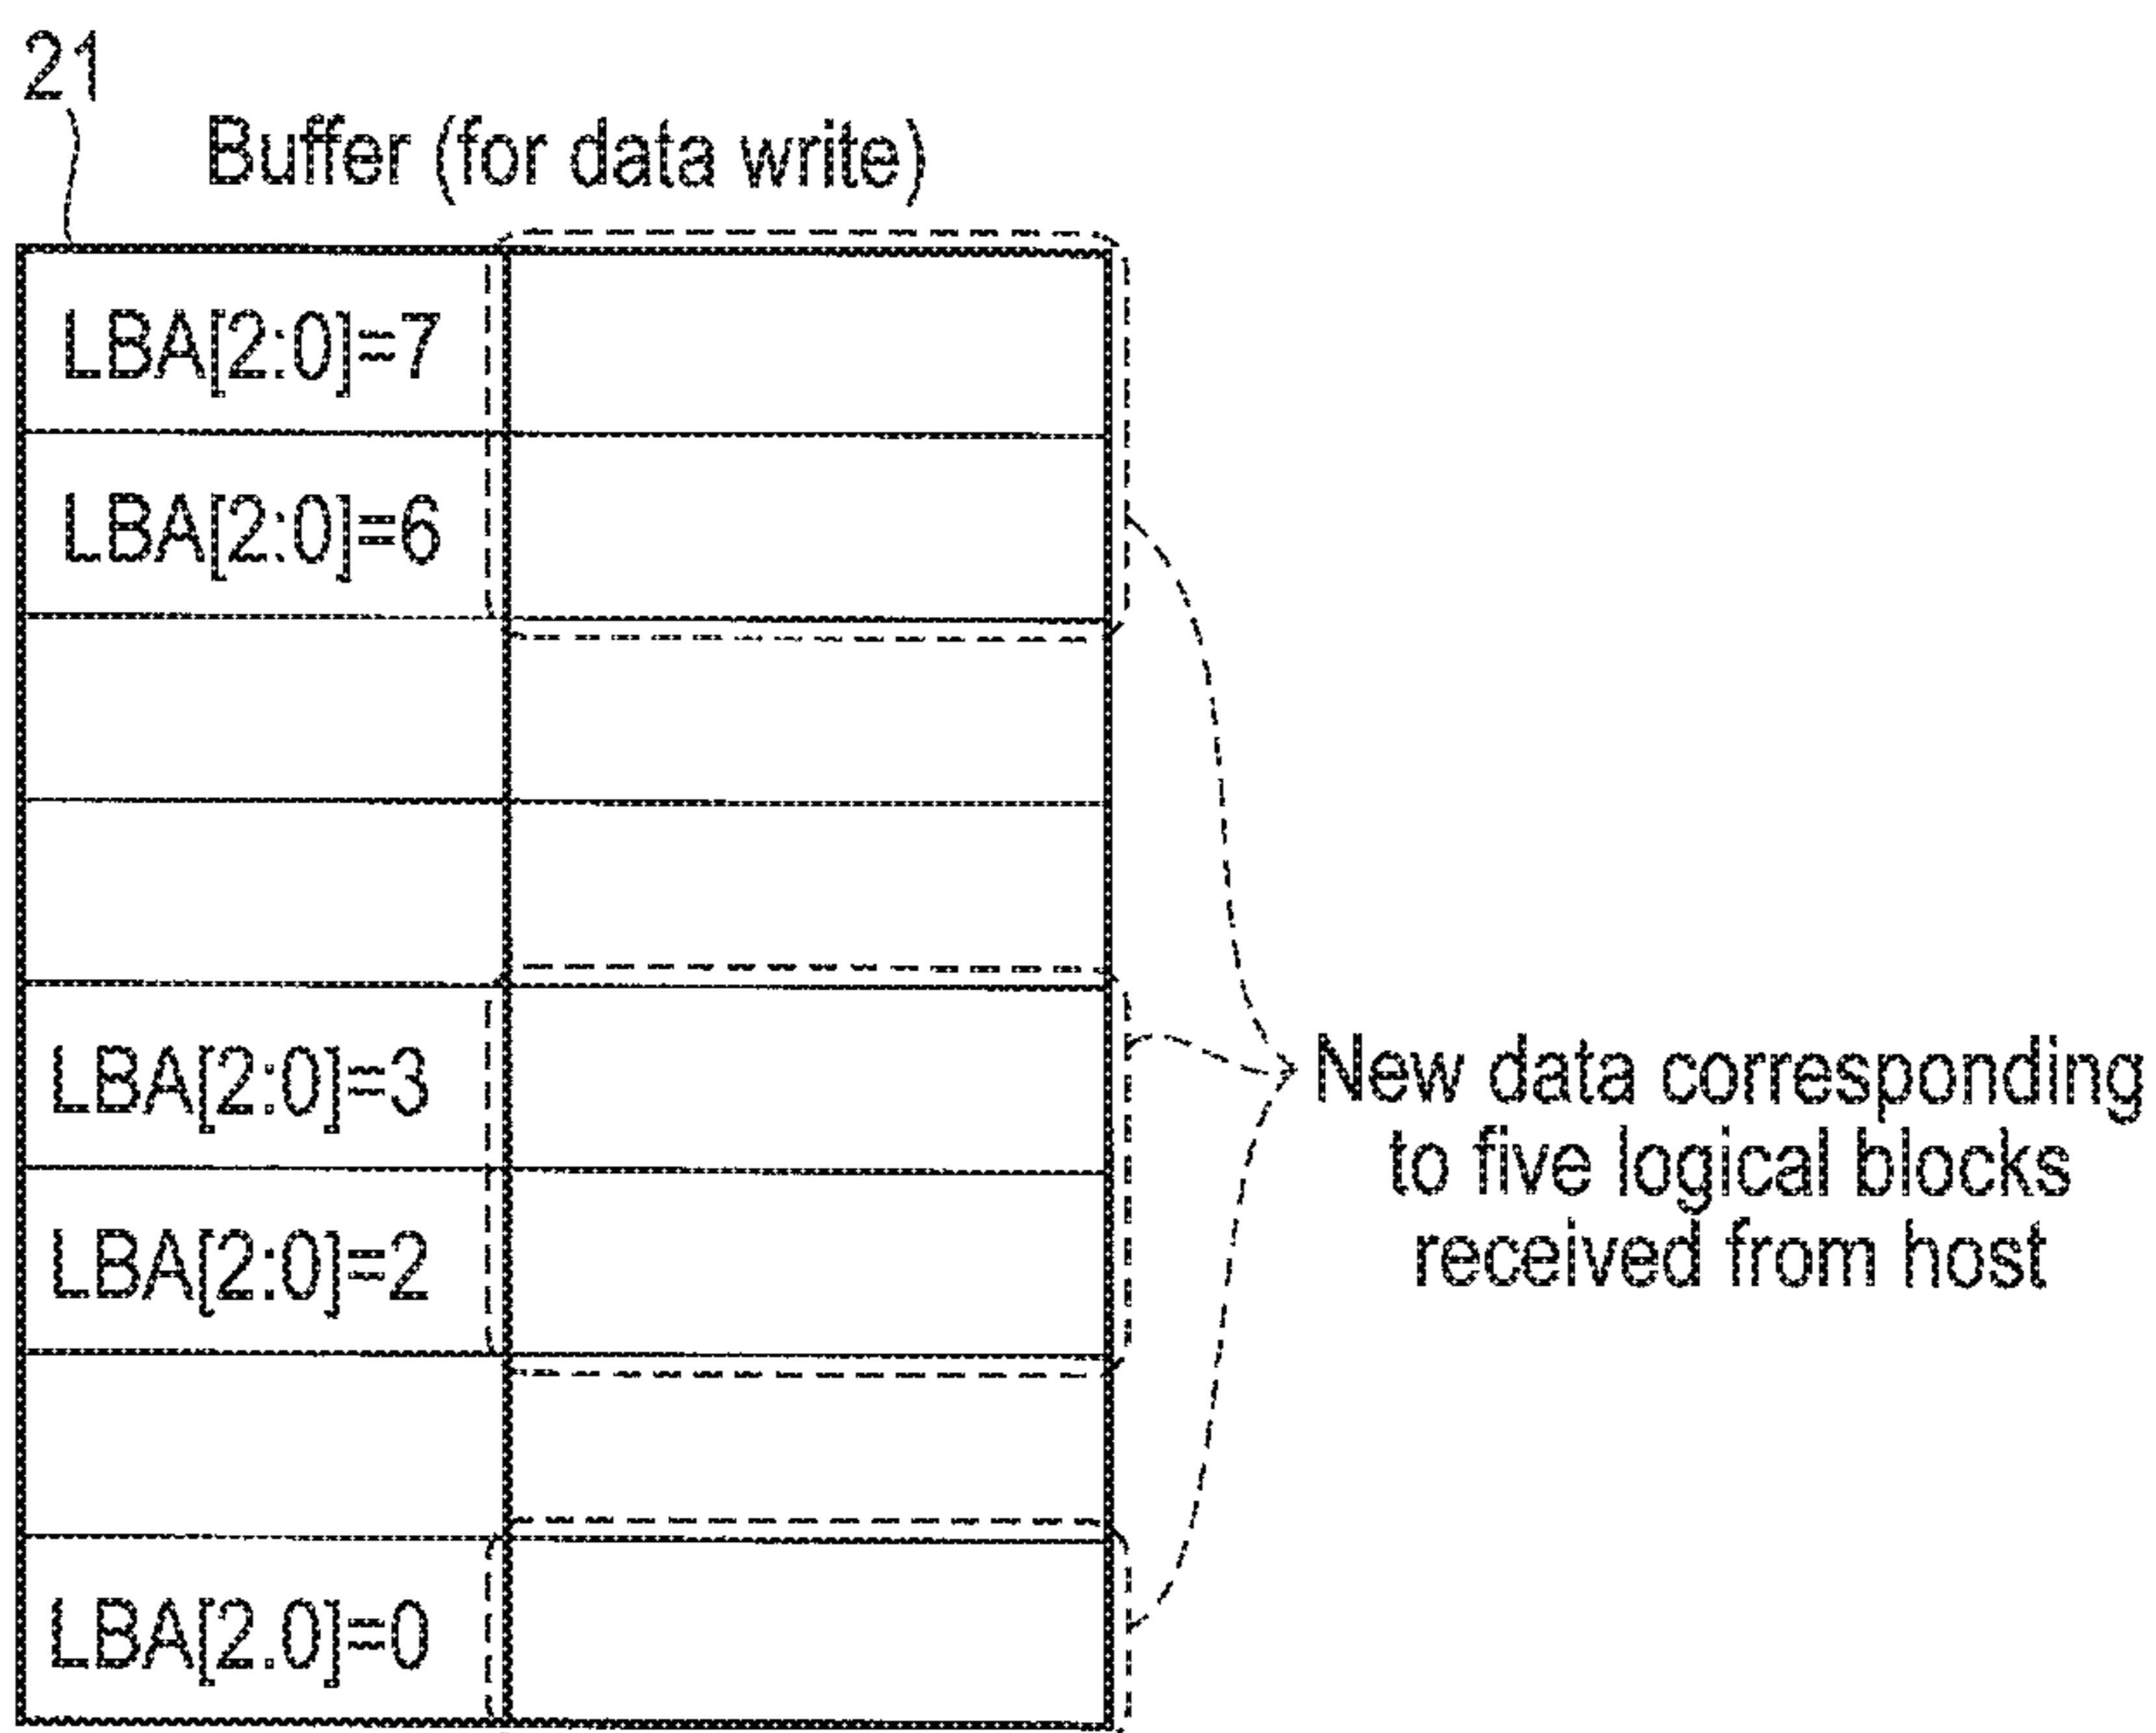 21
Buffer (for data write)
LBA[2:0]=7
LBA[2:0]=6
LBA[2:0]=3
LBA[2:0]=2
LBA[2.0]=0
New data corresponding
to five logical blocks
received from host